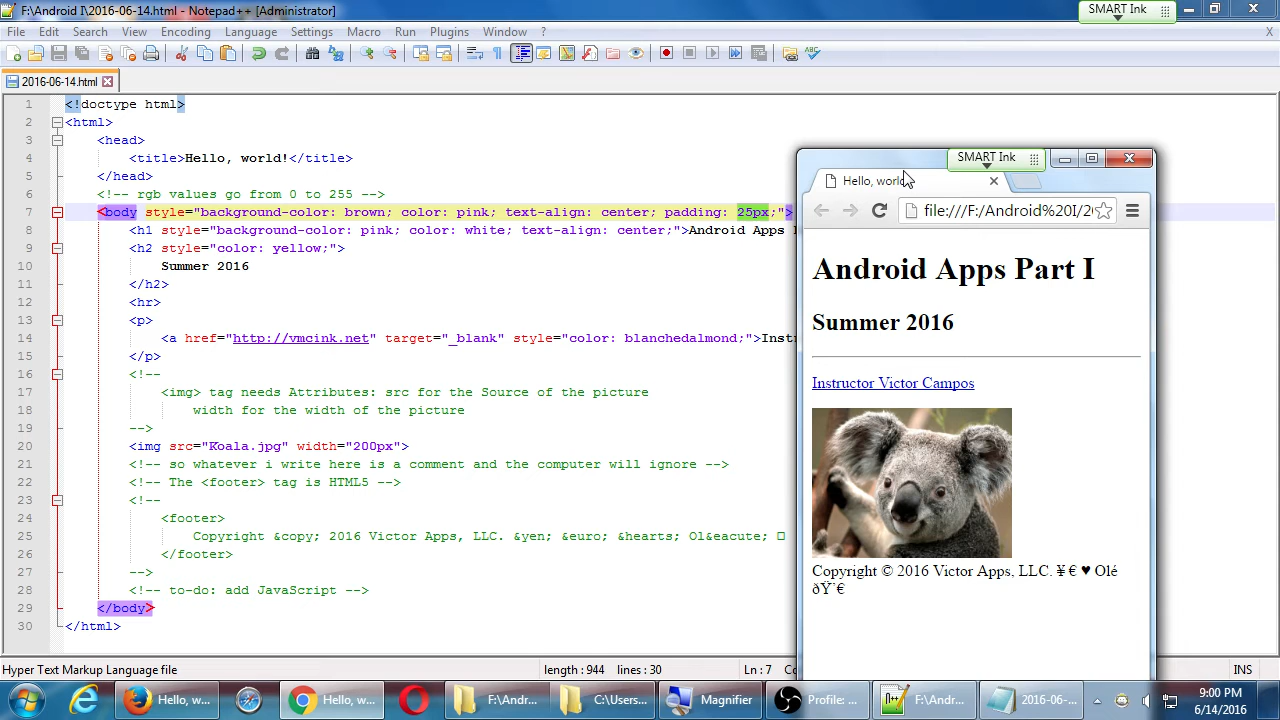 F:\Android I\2016-06-14.html - Notepad++ [Administrator]
SMART Ink
File Edit Search View Encoding Language Settings Macro Run Plugins Window ? X
2016-06-14.html
1 <!doctype html>
2 <html>
3 <head>
4 <title>Hello, world!</title>
5 </head>
6 <!-- rgb values go from 0 to 255 -->
7 <body style="background-color: brown; color: pink; text-align: center; padding: 25px;">
8 <h1 style="background-color: pink; color: white; text-align: center;">Android Apps
9 <h2 style="color: yellow;">
10 Summer 2016
11 </h2>
12 <hr>
13 <p>
14 <a href="http://vmcink.net" target="_blank" style="color: blanchedalmond;">Inst
15 </p>
16 <!--
17 <img> tag needs Attributes: src for the Source of the picture
18 width for the width of the picture
19 -->
20 <img src="Koala.jpg" width="200px">
21 <!-- so whatever i write here is a comment and the computer will ignore -->
22 <!-- The <footer> tag is HTML5 -->
23 <!--
24 <footer>
25 Copyright &copy; 2016 Victor Apps, LLC. &yen; &euro; &hearts; Ol&eacute; □
26 </footer>
27 -->
28 <!-- to-do: add JavaScript -->
29 </body>
30 </html>
SMART Ink
Hello, world
file:///F:/Android%20I/2
Android Apps Part I
Summer 2016
Instructor Victor Campos
Copyright © 2016 Victor Apps, LLC. ¥ € ♥ Olé
ðŸ˜€
Hyper Text Markup Language file length : 944 lines : 30 Ln : 7 INS
Hello, w... Hello, w... F:\Andr... C:\Users... Magnifier Profile: ... F:\And... 2016-06-... 9:00 PM
6/14/2016